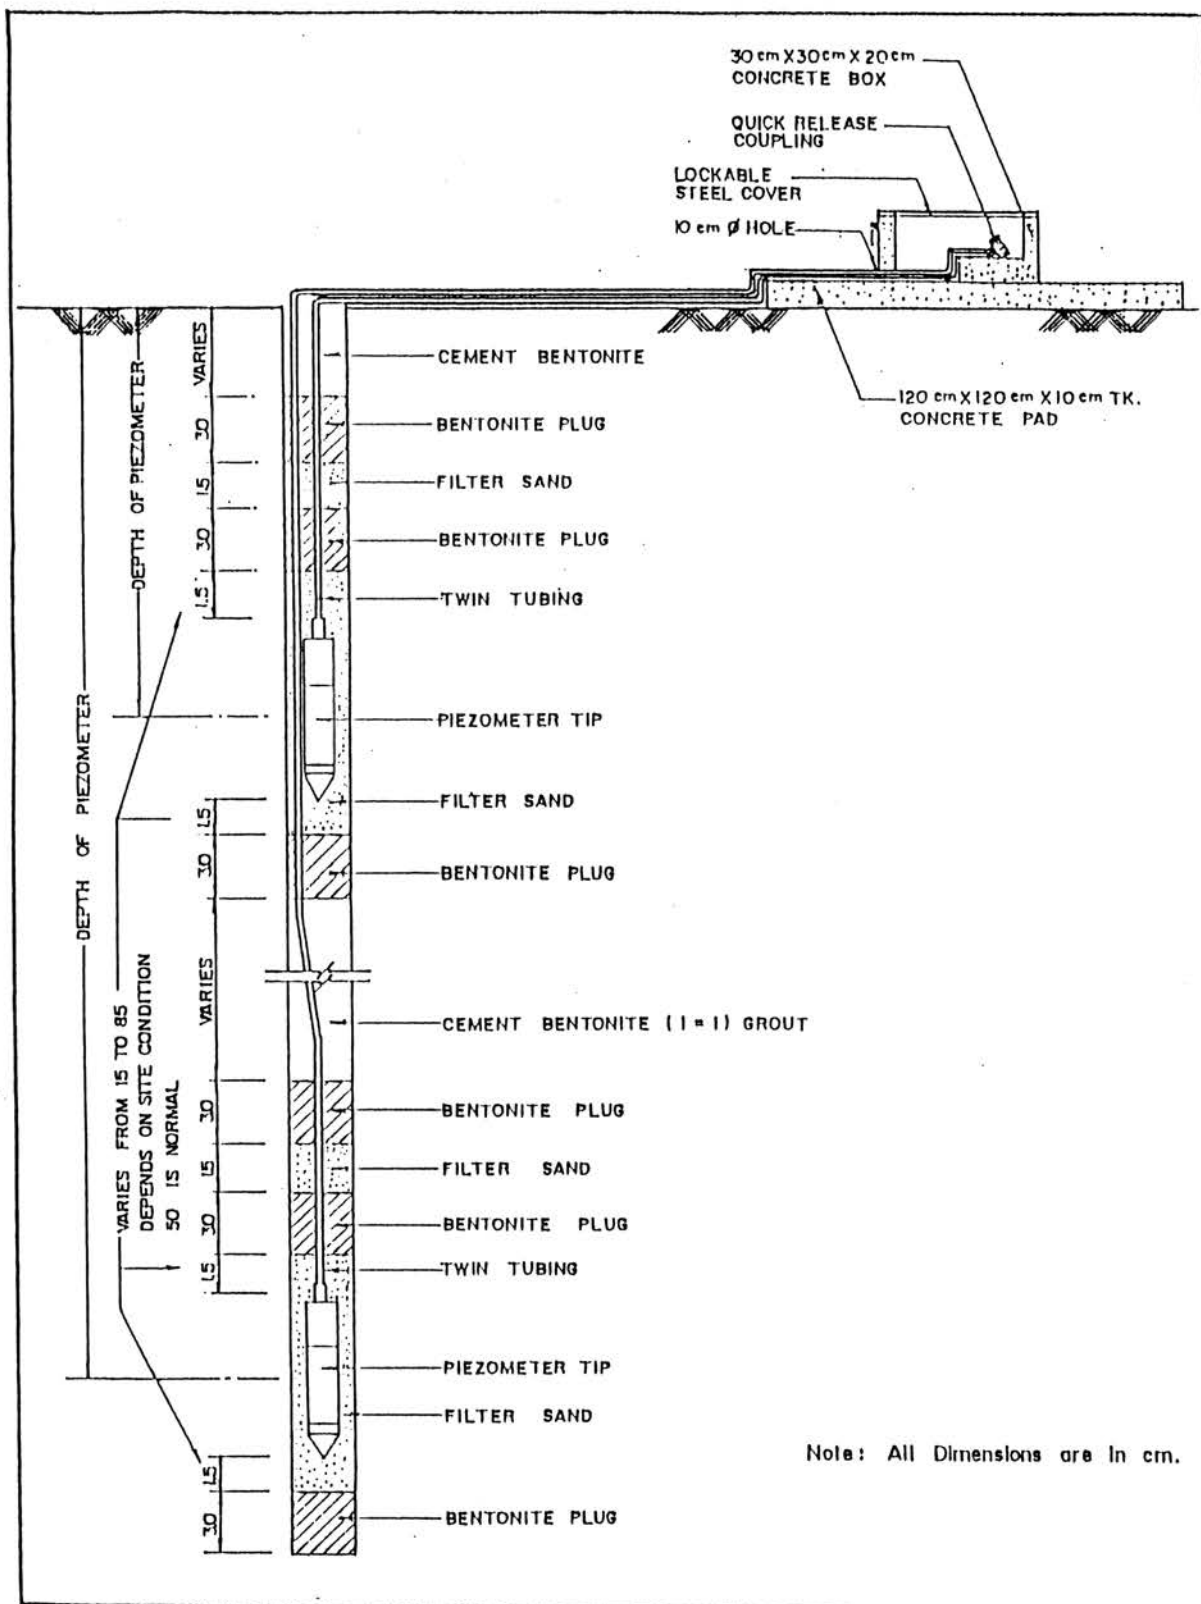 30 cm X 30 cm X 20 cm
CONCRETE BOX
QUICK RELEASE
COUPLING
LOCKABLE
STEEL COVER
10 cm Ø HOLE
120 cm X 120 cm X 10 cm TK.
CONCRETE PAD
CEMENT BENTONITE
BENTONITE PLUG
FILTER SAND
BENTONITE PLUG
TWIN TUBING
PIEZOMETER TIP
FILTER SAND
BENTONITE PLUG
CEMENT BENTONITE (1 = 1) GROUT
BENTONITE PLUG
FILTER SAND
BENTONITE PLUG
TWIN TUBING
PIEZOMETER TIP
FILTER SAND
BENTONITE PLUG
DEPTH OF PIEZOMETER
DEPTH OF PIEZOMETER
VARIES
30
15
30
15
15
30
VARIES
30
15
30
15
15
30
VARIES FROM 15 TO 85
DEPENDS ON SITE CONDITION
50 IS NORMAL
Note: All Dimensions are In cm.